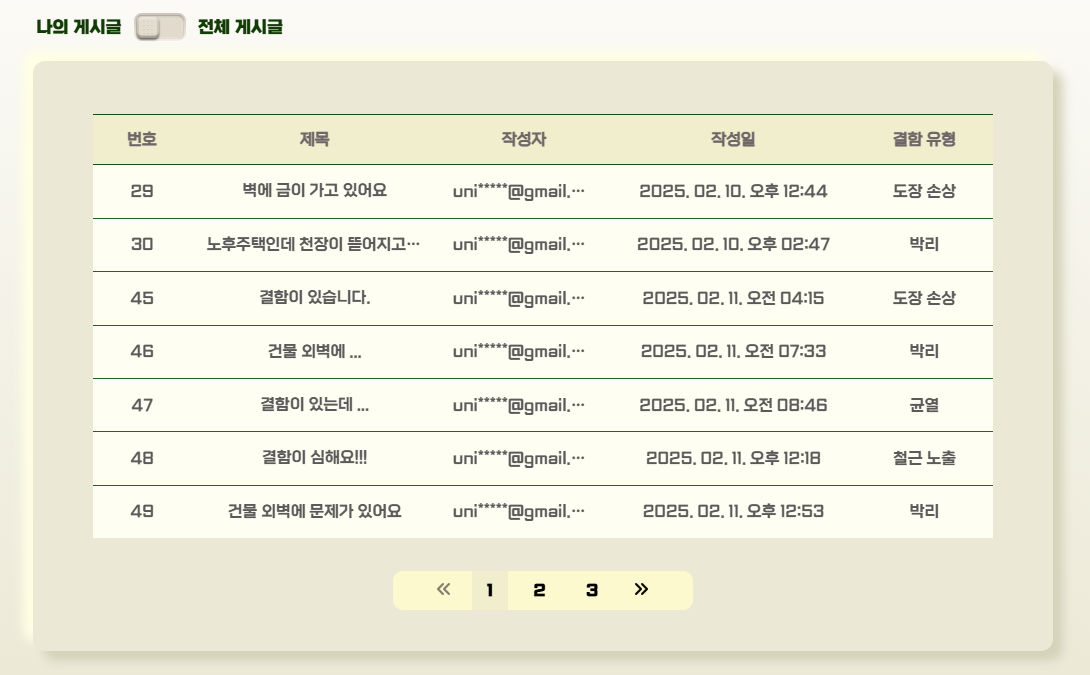 나의 게시글 전체 게시글
번호 제목 작성자 작성일 결함 유형
29 벽에 금이 가고 있어요 uni*****@gmail.… 2025. 02. 10. 오후 12:44 도장 손상
30 노후주택인데 천장이 뜯어지고… uni*****@gmail.… 2025. 02. 10. 오후 02:47 박리
45 결함이 있습니다. uni*****@gmail.… 2025. 02. 11. 오전 04:15 도장 손상
46 건물 외벽에 ... uni*****@gmail.… 2025. 02. 11. 오전 07:33 박리
47 결함이 있는데 ... uni*****@gmail.… 2025. 02. 11. 오전 08:46 균열
48 결함이 심해요!!! uni*****@gmail.… 2025. 02. 11. 오후 12:18 철근 노출
49 건물 외벽에 문제가 있어요 uni*****@gmail.… 2025. 02. 11. 오후 12:53 박리
« 1 2 3 »